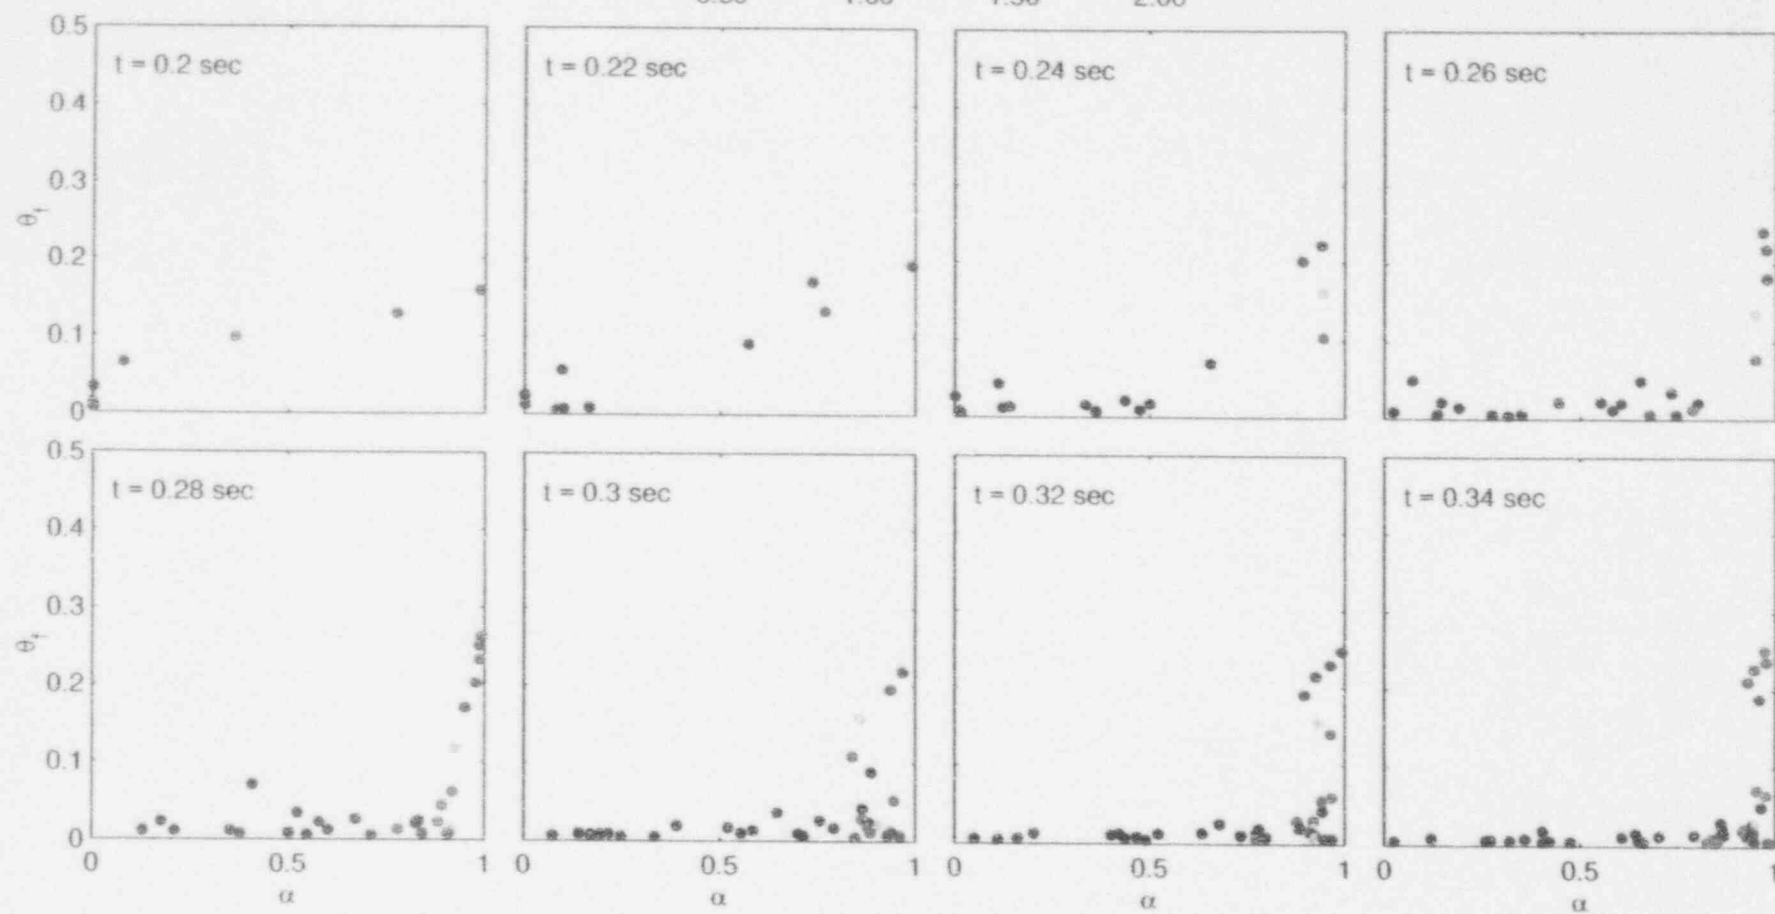 t = 0.2 sec
t = 0.22 sec
t = 0.24 sec
t = 0.26 sec
0.5
0.4
0.3
0.2
0.1
0
θf
t = 0.28 sec
t = 0.3 sec
t = 0.32 sec
t = 0.34 sec
0.5
0.4
0.3
0.2
0.1
0
θf
0 0.5 1
0 0.5 1
0 0.5 1
0 0.5 1
α α α α